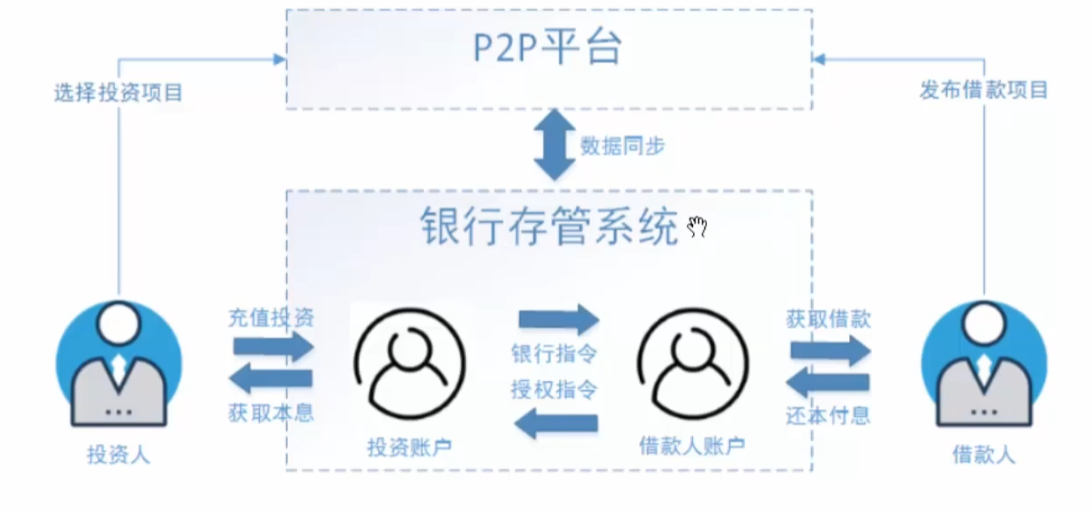 P2P平台
选择投资项目
发布借款项目
数据同步
银行存管系统
充值投资
获取本息
银行指令
授权指令
获取借款
还本付息
投资人
投资账户
借款人账户
借款人